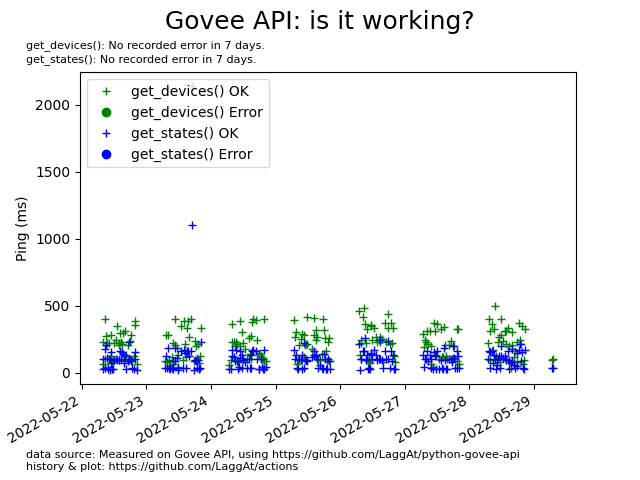 Govee API: is it working?
get_devices(): No recorded error in 7 days.
get_states(): No recorded error in 7 days.
get_devices() OK
get_devices() Error
get_states() OK
get_states() Error
Ping (ms)
2000
1500
1000
500
0
2022-05-22
2022-05-23
2022-05-24
2022-05-25
2022-05-26
2022-05-27
2022-05-28
2022-05-29
data source: Measured on Govee API, using https://github.com/LaggAt/python-govee-api
history & plot: https://github.com/LaggAt/actions